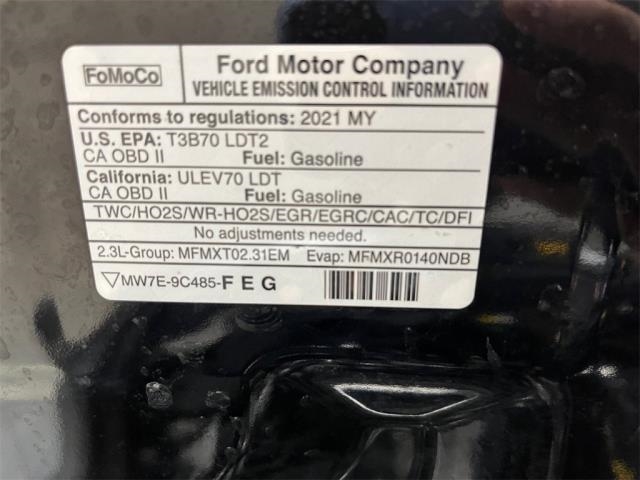 FoMoCo
Ford Motor Company
VEHICLE EMISSION CONTROL INFORMATION
Conforms to regulations: 2021 MY
U.S. EPA: T3B70 LDT2
CA OBD II Fuel: Gasoline
California: ULEV70 LDT
CA OBD II Fuel: Gasoline
TWC/HO2S/WR-HO2S/EGR/EGRC/CAC/TC/DFI
No adjustments needed.
2.3L-Group: MFMXT02.31EM Evap: MFMXR0140NDB
MW7E-9C485-F E G